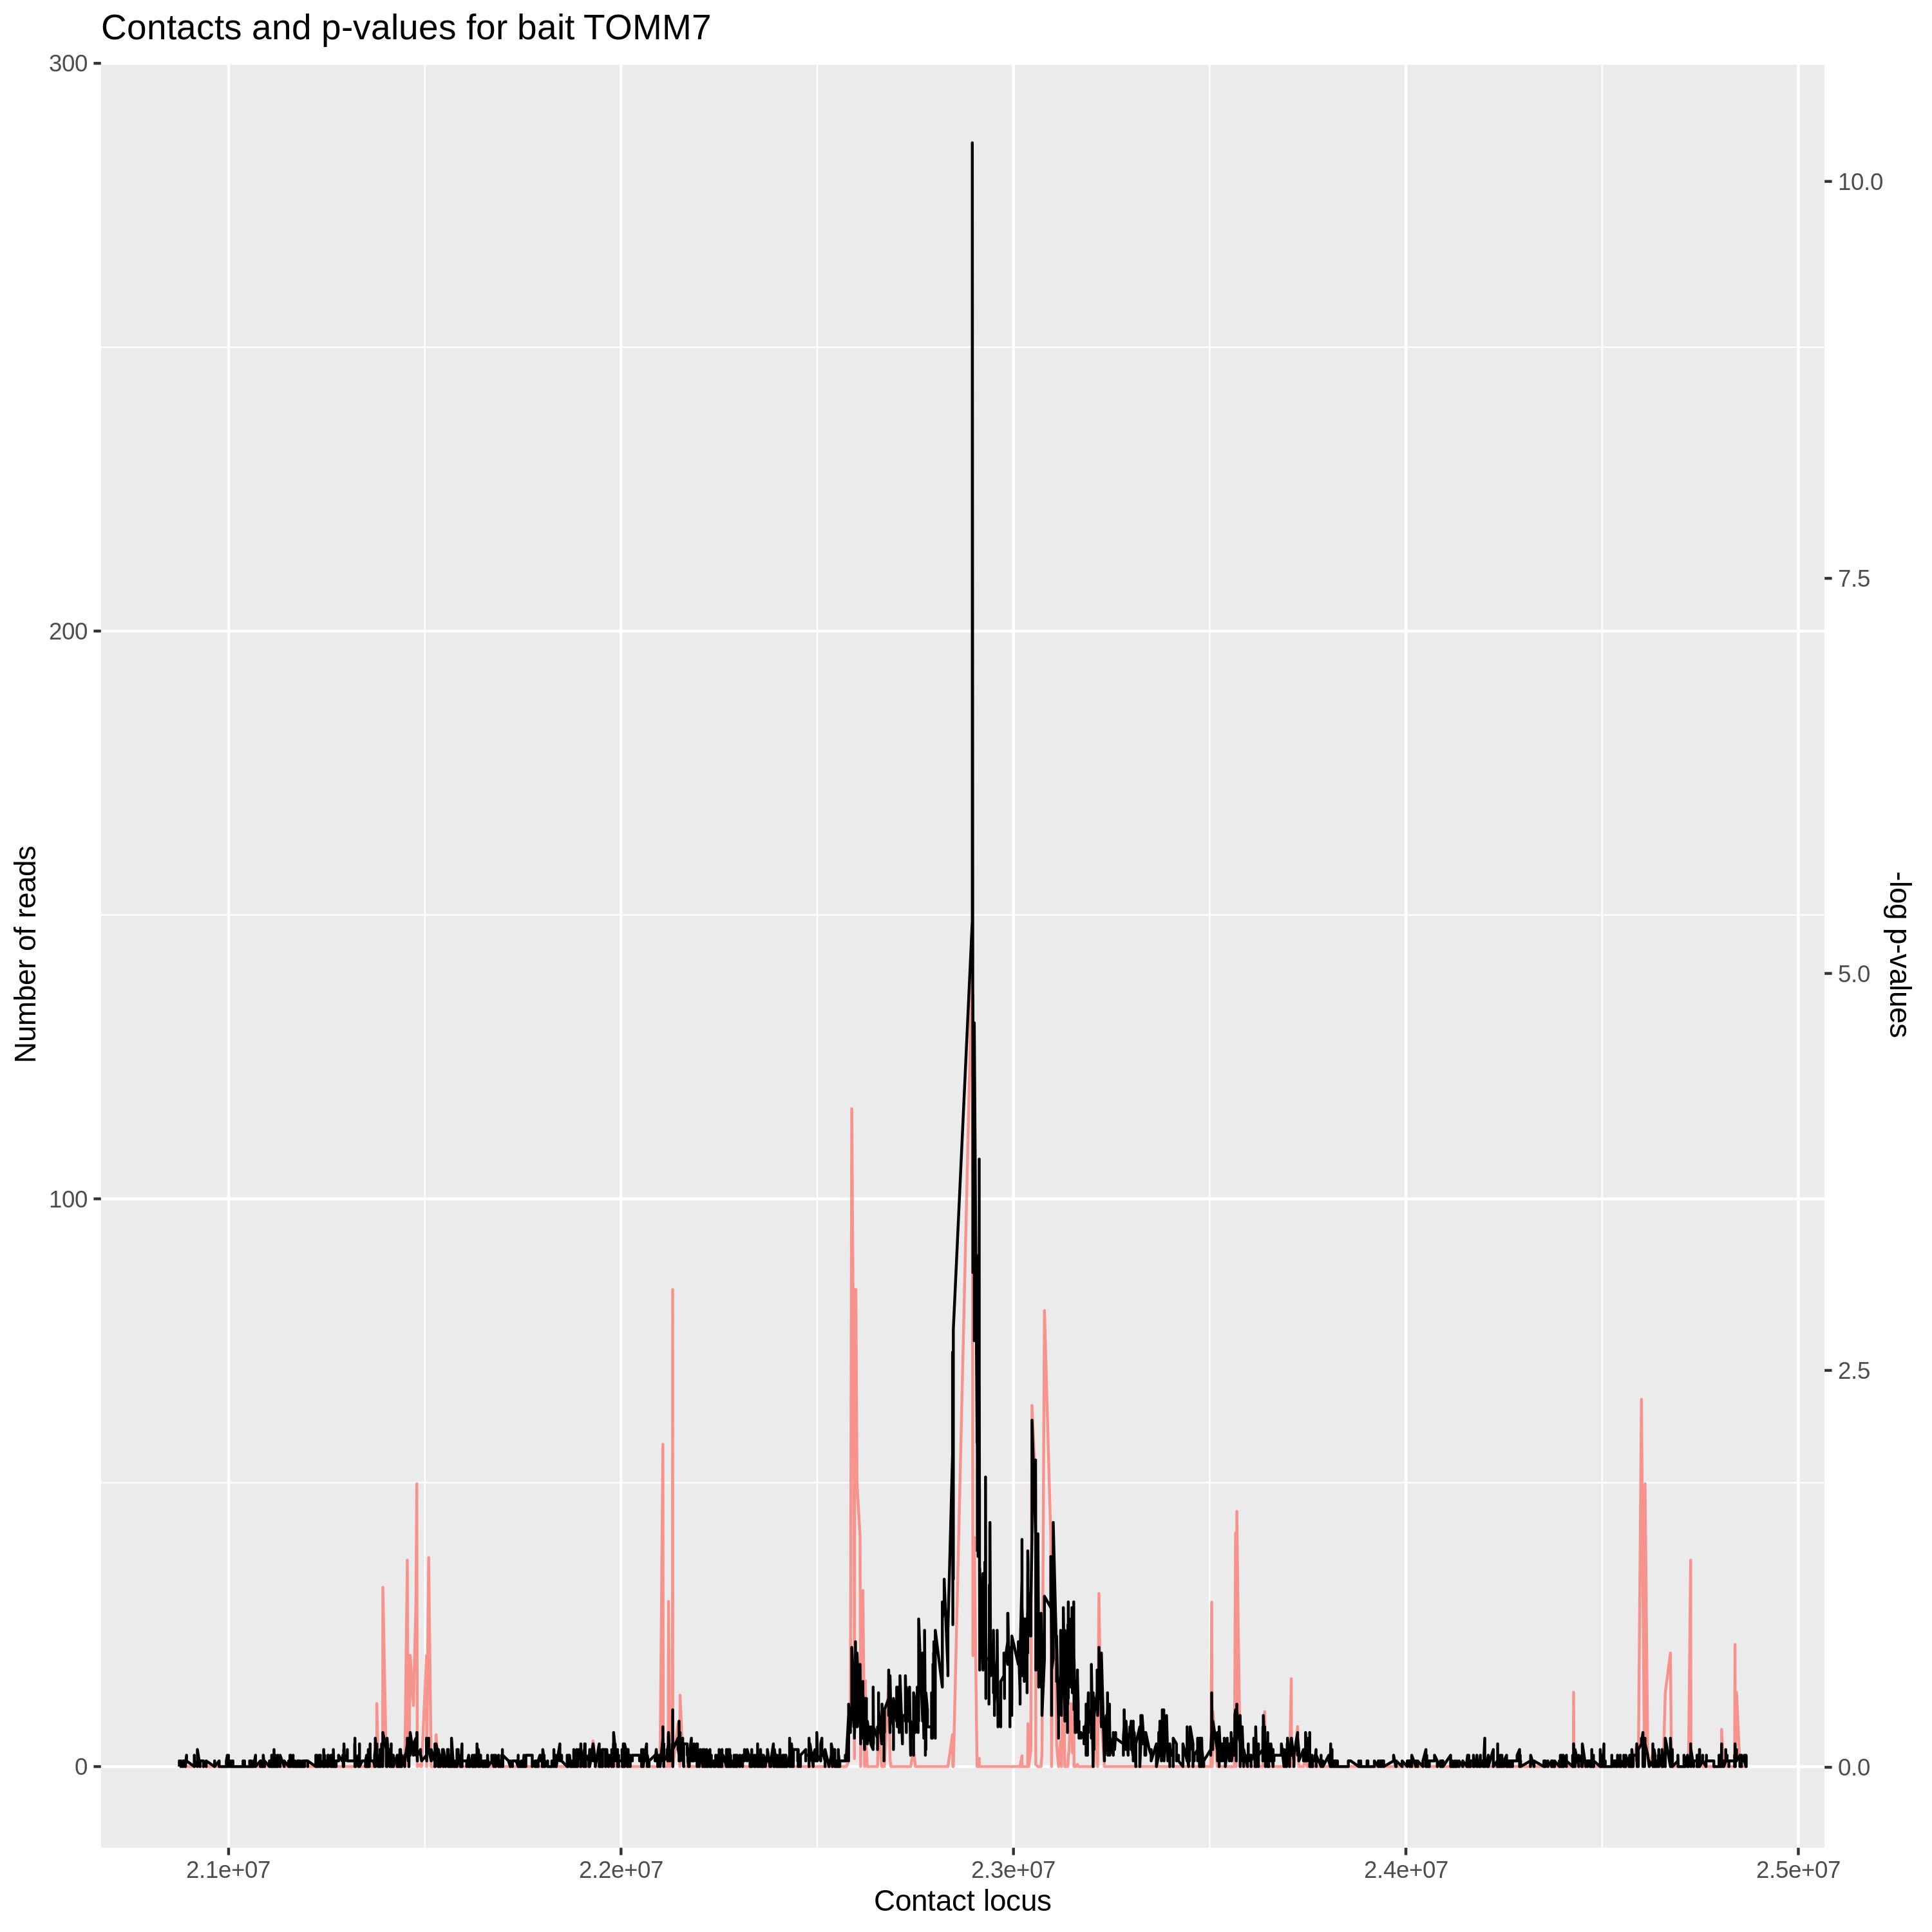 Contacts and p-values for bait TOMM7
300
200
100
0
Number of reads
10.0
7.5
5.0
2.5
0.0
-log p-values
2.1e+07 2.2e+07 2.3e+07 2.4e+07 2.5e+07
Contact locus